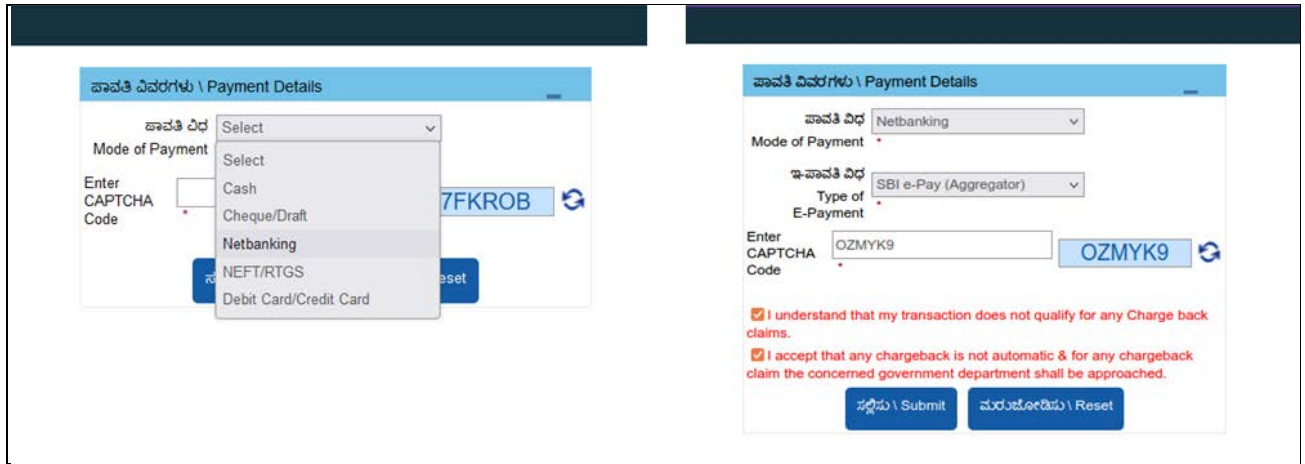 ಪಾವತಿ ವಿವರಗಳು \ Payment Details
ಪಾವತಿ ವಿಧ
Mode of Payment
Select
Select
Cash
Cheque/Draft
Netbanking
NEFT/RTGS
Debit Card/Credit Card
Enter
CAPTCHA
Code
*
7FKROB
ಪಾವತಿ ವಿವರಗಳು \ Payment Details
ಪಾವತಿ ವಿಧ
Mode of Payment
Netbanking
*
ಇ-ಪಾವತಿ ವಿಧ
Type of
E-Payment
SBI e-Pay (Aggregator)
*
Enter
CAPTCHA
Code
OZMYK9
*
OZMYK9
I understand that my transaction does not qualify for any Charge back
claims.
I accept that any chargeback is not automatic & for any chargeback
claim the concerned government department shall be approached.
ಸಲ್ಲಿಸು \ Submit
ಮರುಜೋಡಿಸು \ Reset